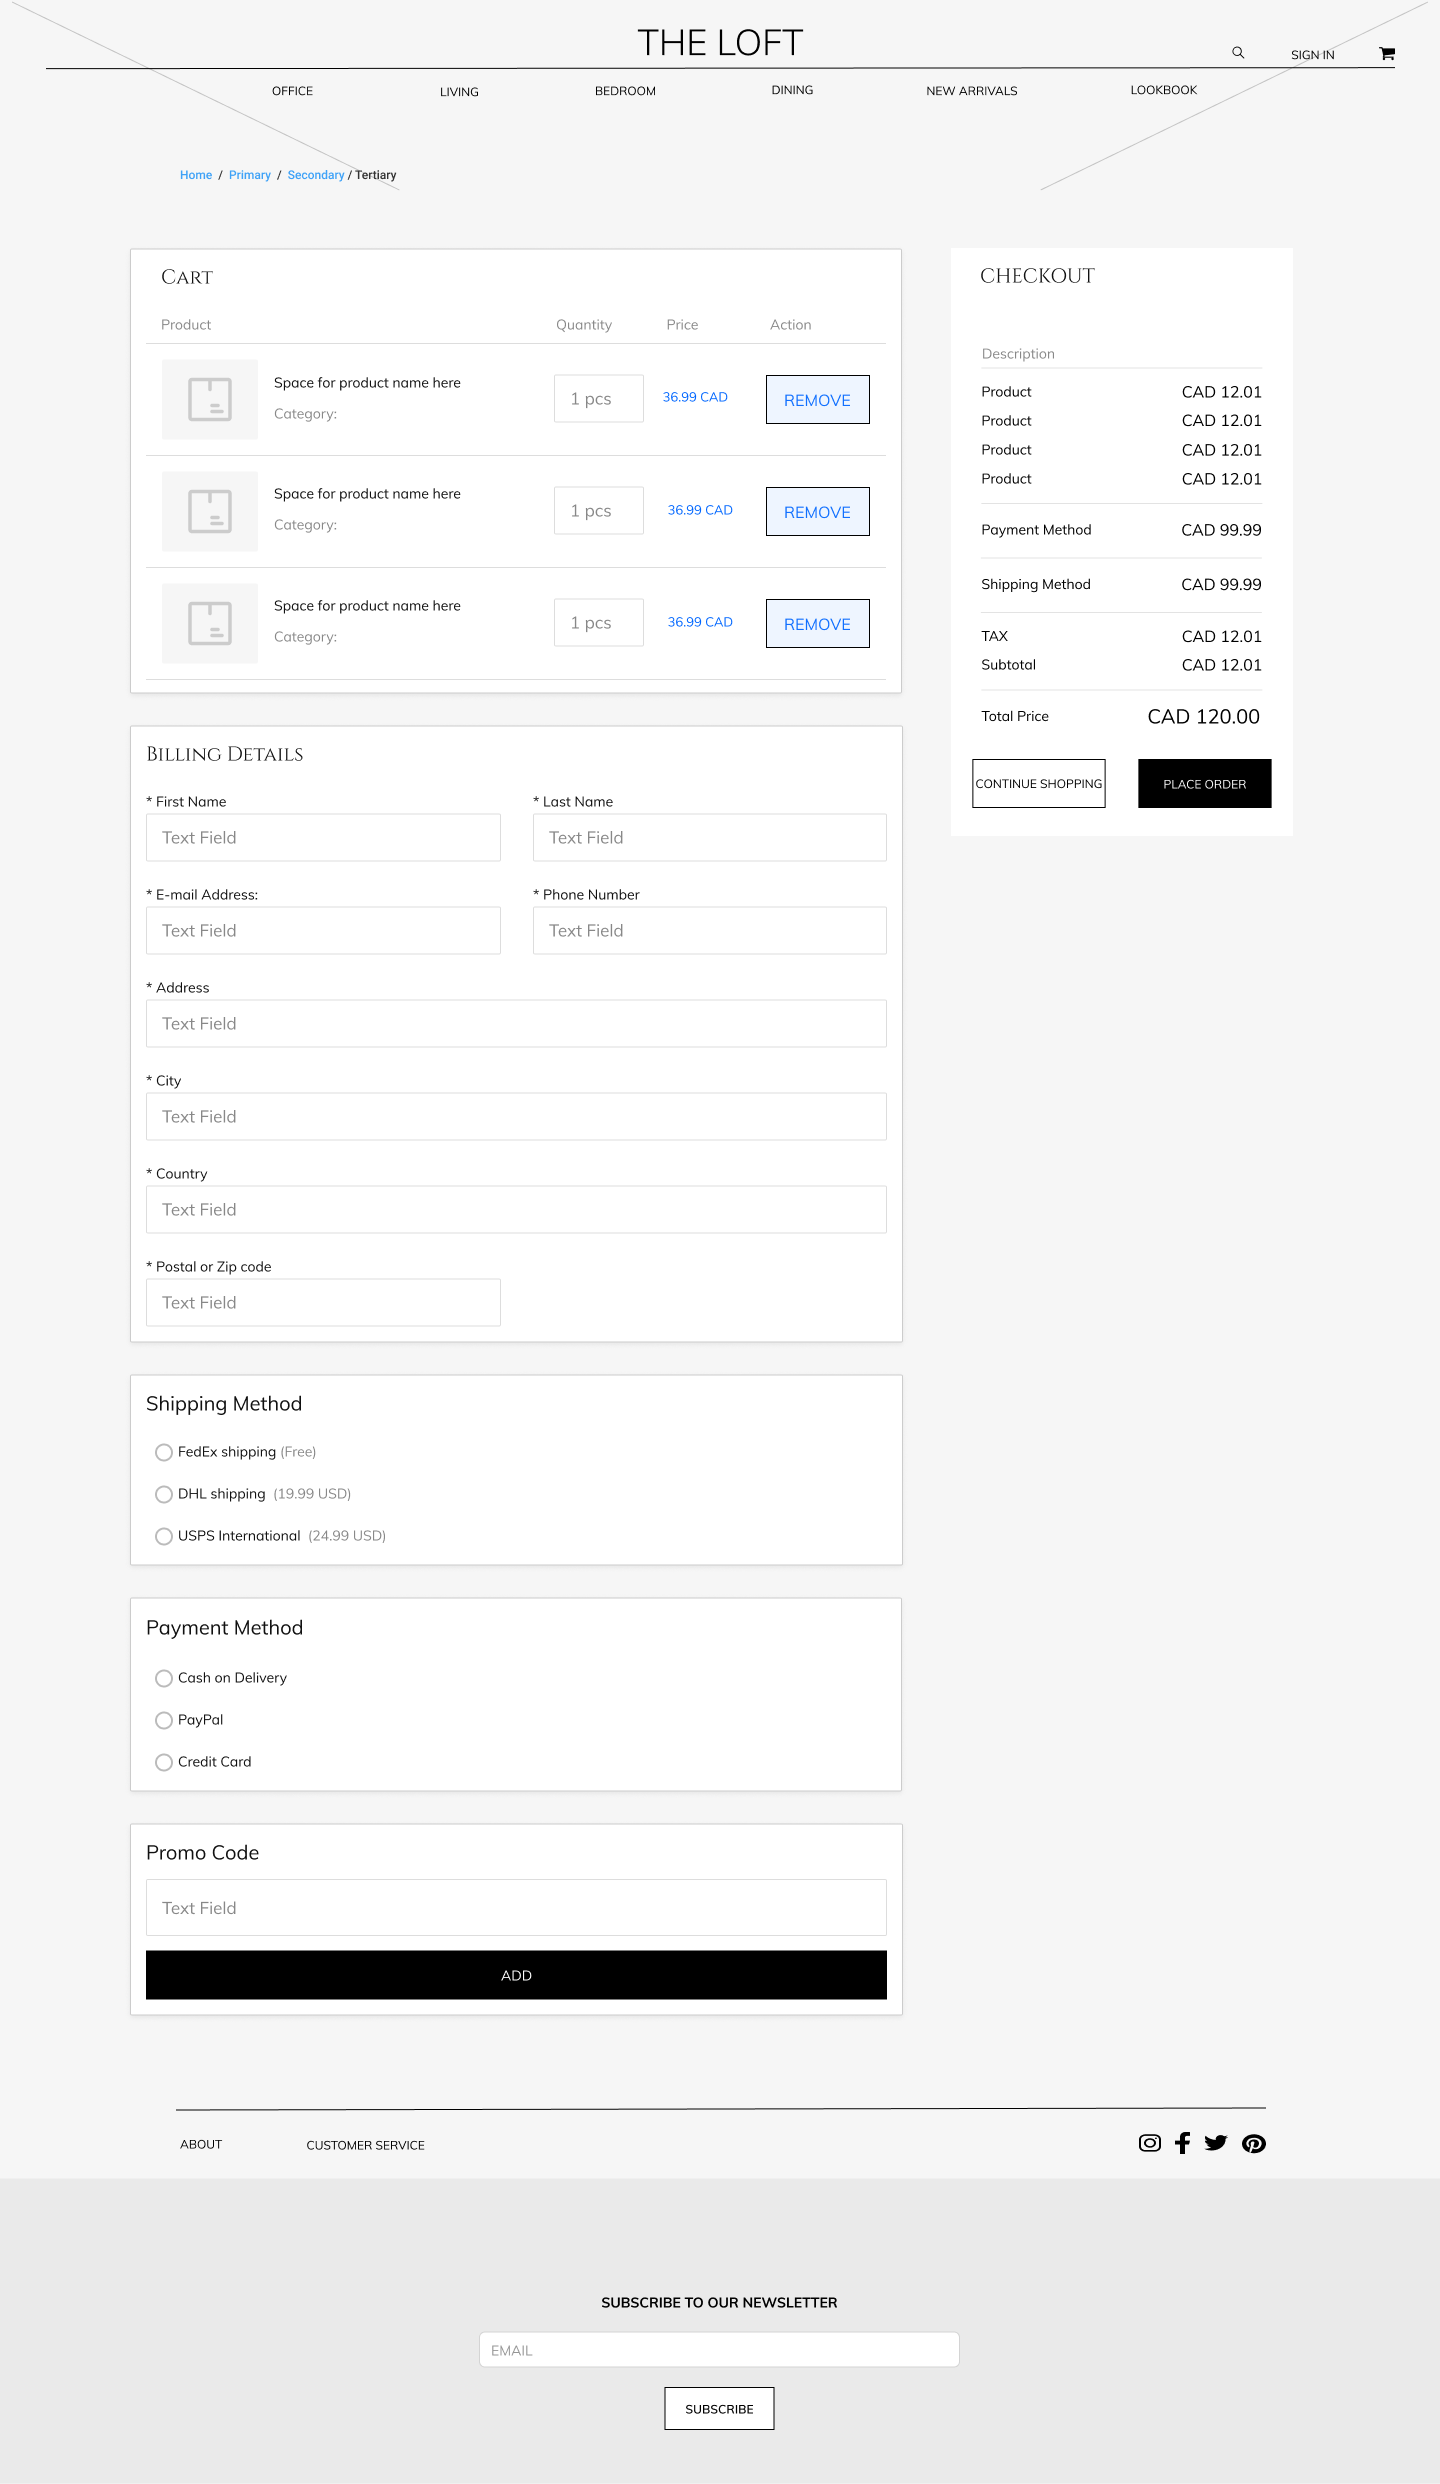 THE LOFT
SIGN IN
OFFICE LIVING BEDROOM DINING NEW ARRIVALS LOOKBOOK
Home / Primary / Secondary / Tertiary
Cart
Product Quantity Price Action
Space for product name here
Category:
1 pcs 36.99 CAD REMOVE
Space for product name here
Category:
1 pcs 36.99 CAD REMOVE
Space for product name here
Category:
1 pcs 36.99 CAD REMOVE
CHECKOUT
Description
Product CAD 12.01
Product CAD 12.01
Product CAD 12.01
Product CAD 12.01
Payment Method CAD 99.99
Shipping Method CAD 99.99
TAX CAD 12.01
Subtotal CAD 12.01
Total Price CAD 120.00
CONTINUE SHOPPING PLACE ORDER
Billing Details
* First Name * Last Name
Text Field Text Field
* E-mail Address: * Phone Number
Text Field Text Field
* Address
Text Field
* City
Text Field
* Country
Text Field
* Postal or Zip code
Text Field
Shipping Method
FedEx shipping (Free)
DHL shipping (19.99 USD)
USPS International (24.99 USD)
Payment Method
Cash on Delivery
PayPal
Credit Card
Promo Code
Text Field
ADD
ABOUT CUSTOMER SERVICE
SUBSCRIBE TO OUR NEWSLETTER
EMAIL
SUBSCRIBE